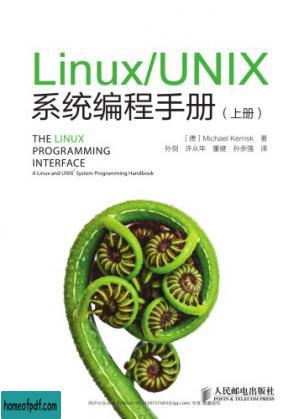 Linux/UNIX
系统编程手册（上册）
THE LINUX
PROGRAMMING
INTERFACE
A Linux and UNIX® System Programming Handbook
［德］Michael Kerrisk 著
孙剑 许从年 董健 孙余强 译
人民邮电出版社
POSTS & TELECOM PRESS
homeofpdf.com